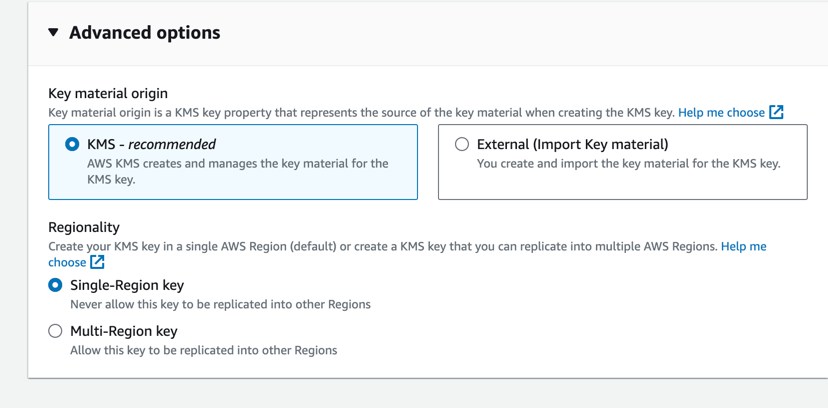 Advanced options
Key material origin
Key material origin is a KMS key property that represents the source of the key material when creating the KMS key. Help me choose
KMS - recommended
AWS KMS creates and manages the key material for the
KMS key.
External (Import Key material)
You create and import the key material for the KMS key.
Regionality
Create your KMS key in a single AWS Region (default) or create a KMS key that you can replicate into multiple AWS Regions. Help me
choose
Single-Region key
Never allow this key to be replicated into other Regions
Multi-Region key
Allow this key to be replicated into other Regions